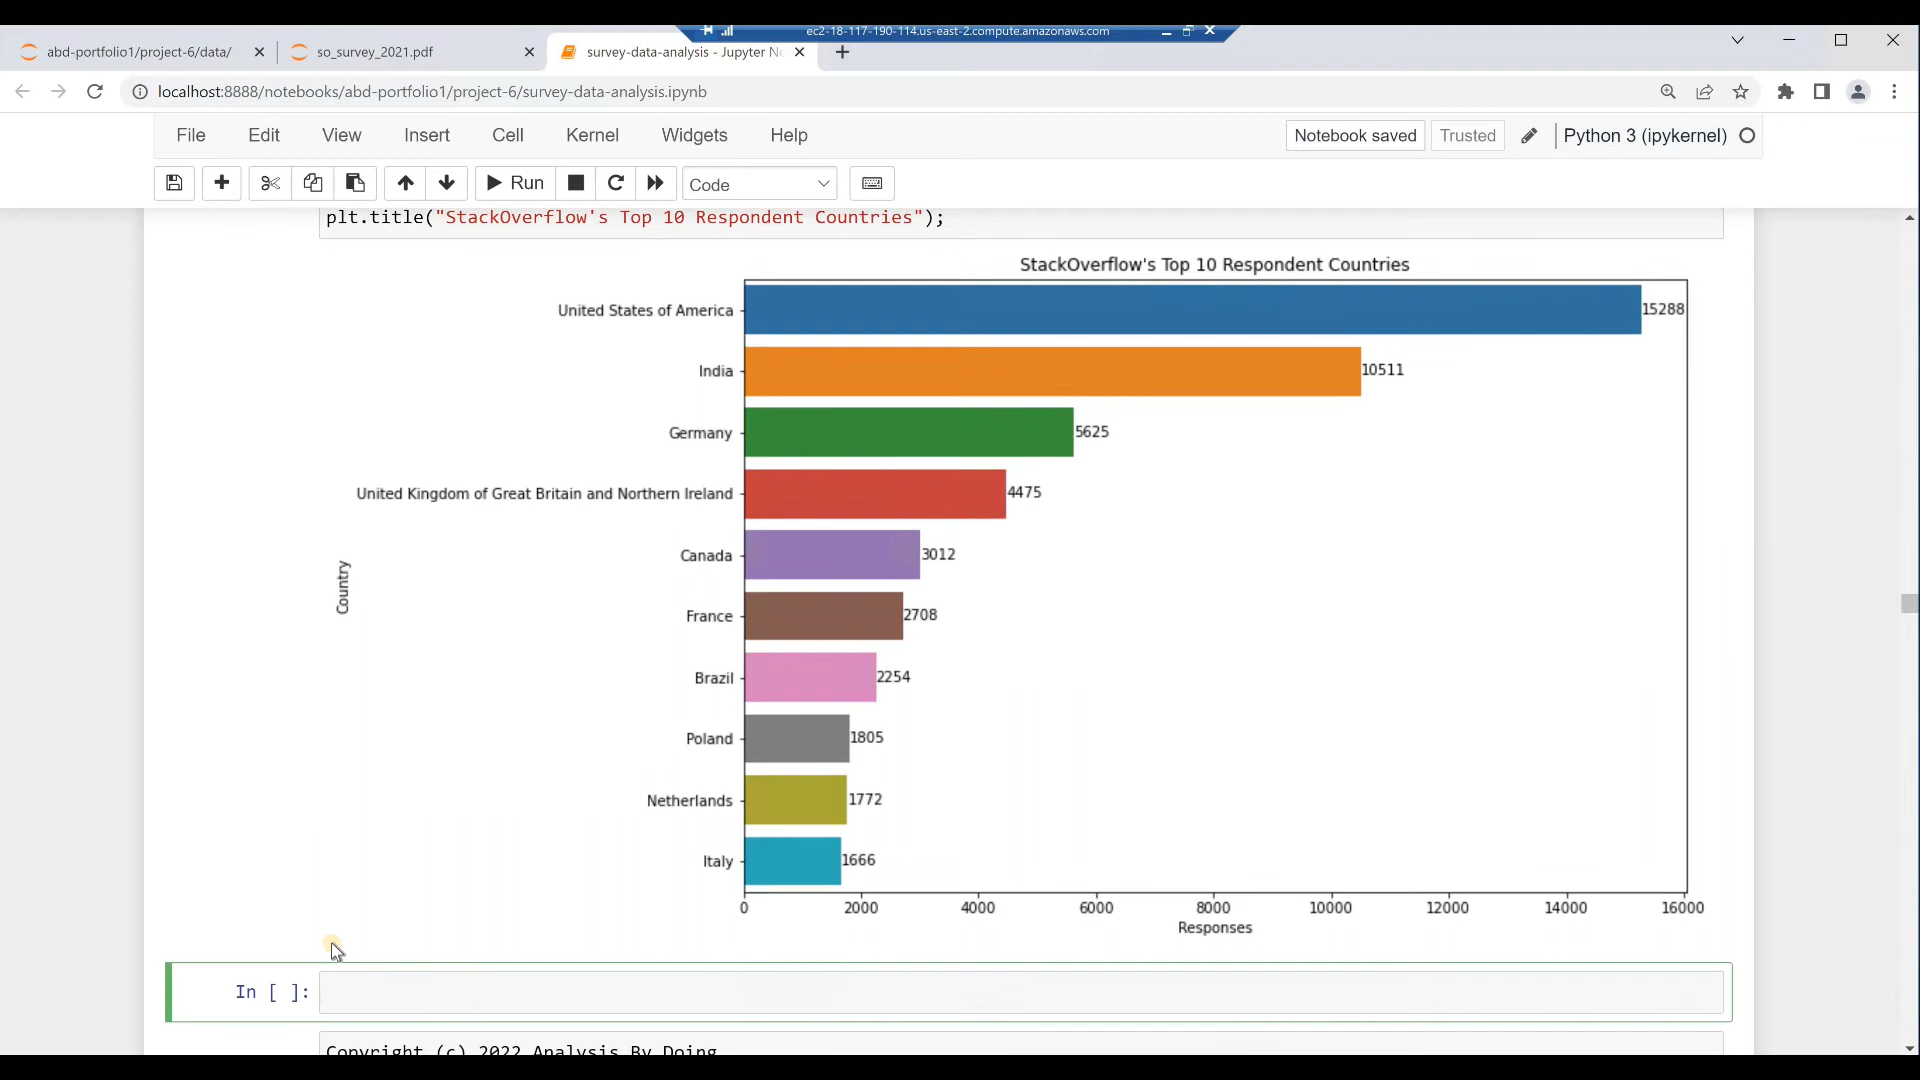 ec2-18-117-190-114.us-east-2.compute.amazonaws.com
abd-portfolio1/project-6/data/
so_survey_2021.pdf
survey-data-analysis - Jupyter No
localhost:8888/notebooks/abd-portfolio1/project-6/survey-data-analysis.ipynb
File Edit View Insert Cell Kernel Widgets Help
Notebook saved Trusted Python 3 (ipykernel)
Run Code
plt.title("StackOverflow's Top 10 Respondent Countries");
StackOverflow's Top 10 Respondent Countries
United States of America 15288
India 10511
Germany 5625
United Kingdom of Great Britain and Northern Ireland 4475
Canada 3012
Country
France 2708
Brazil 2254
Poland 1805
Netherlands 1772
Italy 1666
0 2000 4000 6000 8000 10000 12000 14000 16000
Responses
In [ ]:
Copyright (c) 2022 Analysis By Doing